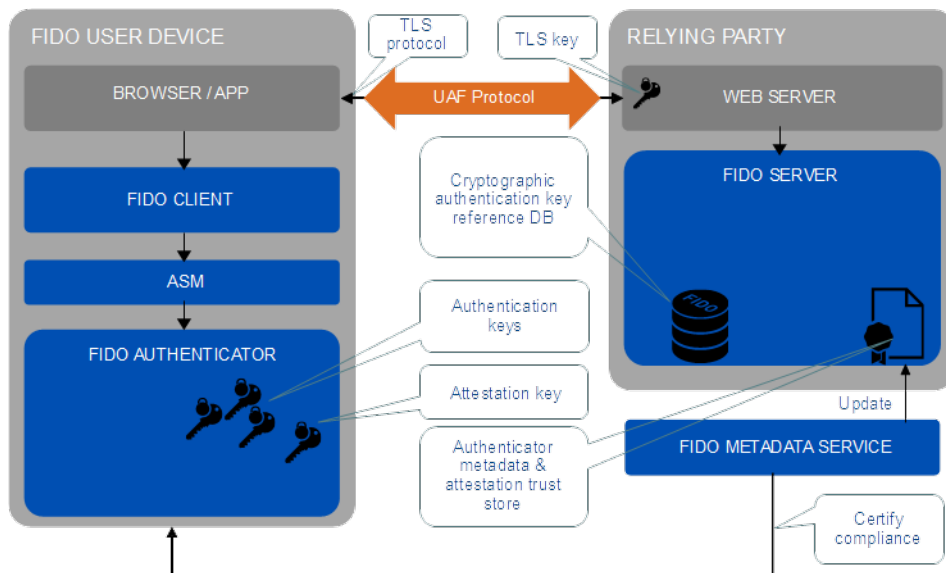 FIDO USER DEVICE
BROWSER / APP
FIDO CLIENT
ASM
FIDO AUTHENTICATOR
TLS
protocol
TLS key
UAF Protocol
Cryptographic
authentication key
reference DB
Authentication
keys
Attestation key
Authenticator
metadata &
attestation trust
store
RELYING PARTY
WEB SERVER
FIDO SERVER
FIDO
Update
FIDO METADATA SERVICE
Certify
compliance